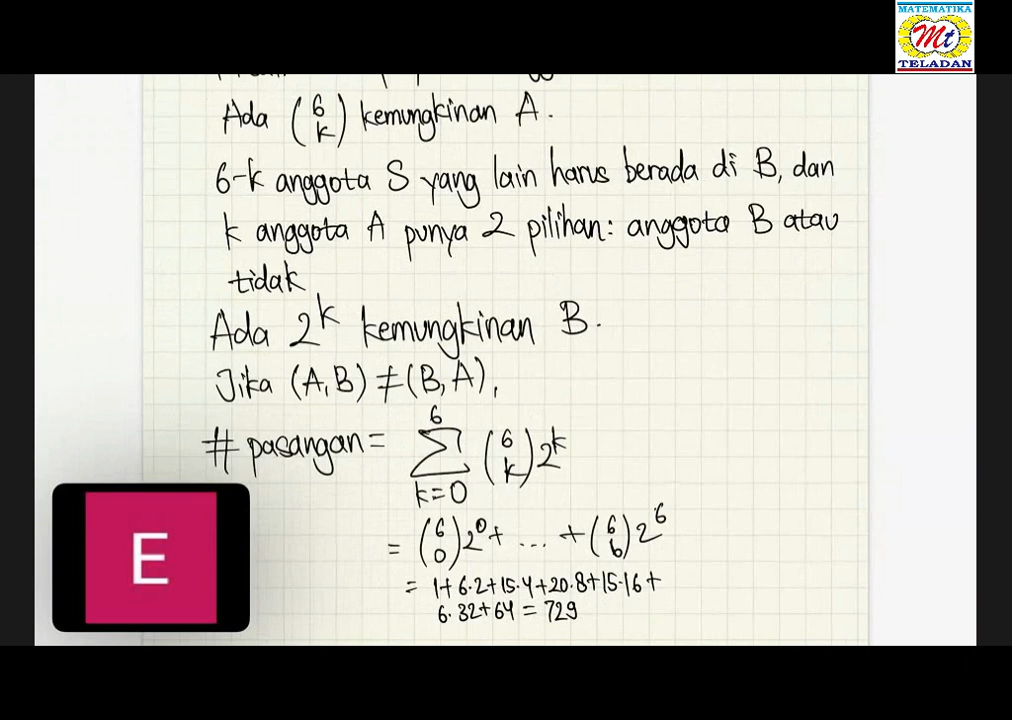 MATEMATIKA
Mt
TELADAN
Ada (6 k) kemungkinan A.
6-k anggota S yang lain harus berada di B, dan
k anggota A punya 2 pilihan: anggota B atau
tidak
Ada 2^k kemungkinan B.
Jika (A,B) ≠ (B,A),
# pasangan = ∑_{k=0}^{6} (6 k) 2^k
= (6 0) 2^0 + ... + (6 6) 2^6
= 1+6·2+15·4+20·8+15·16+
6·32+64 = 729
E